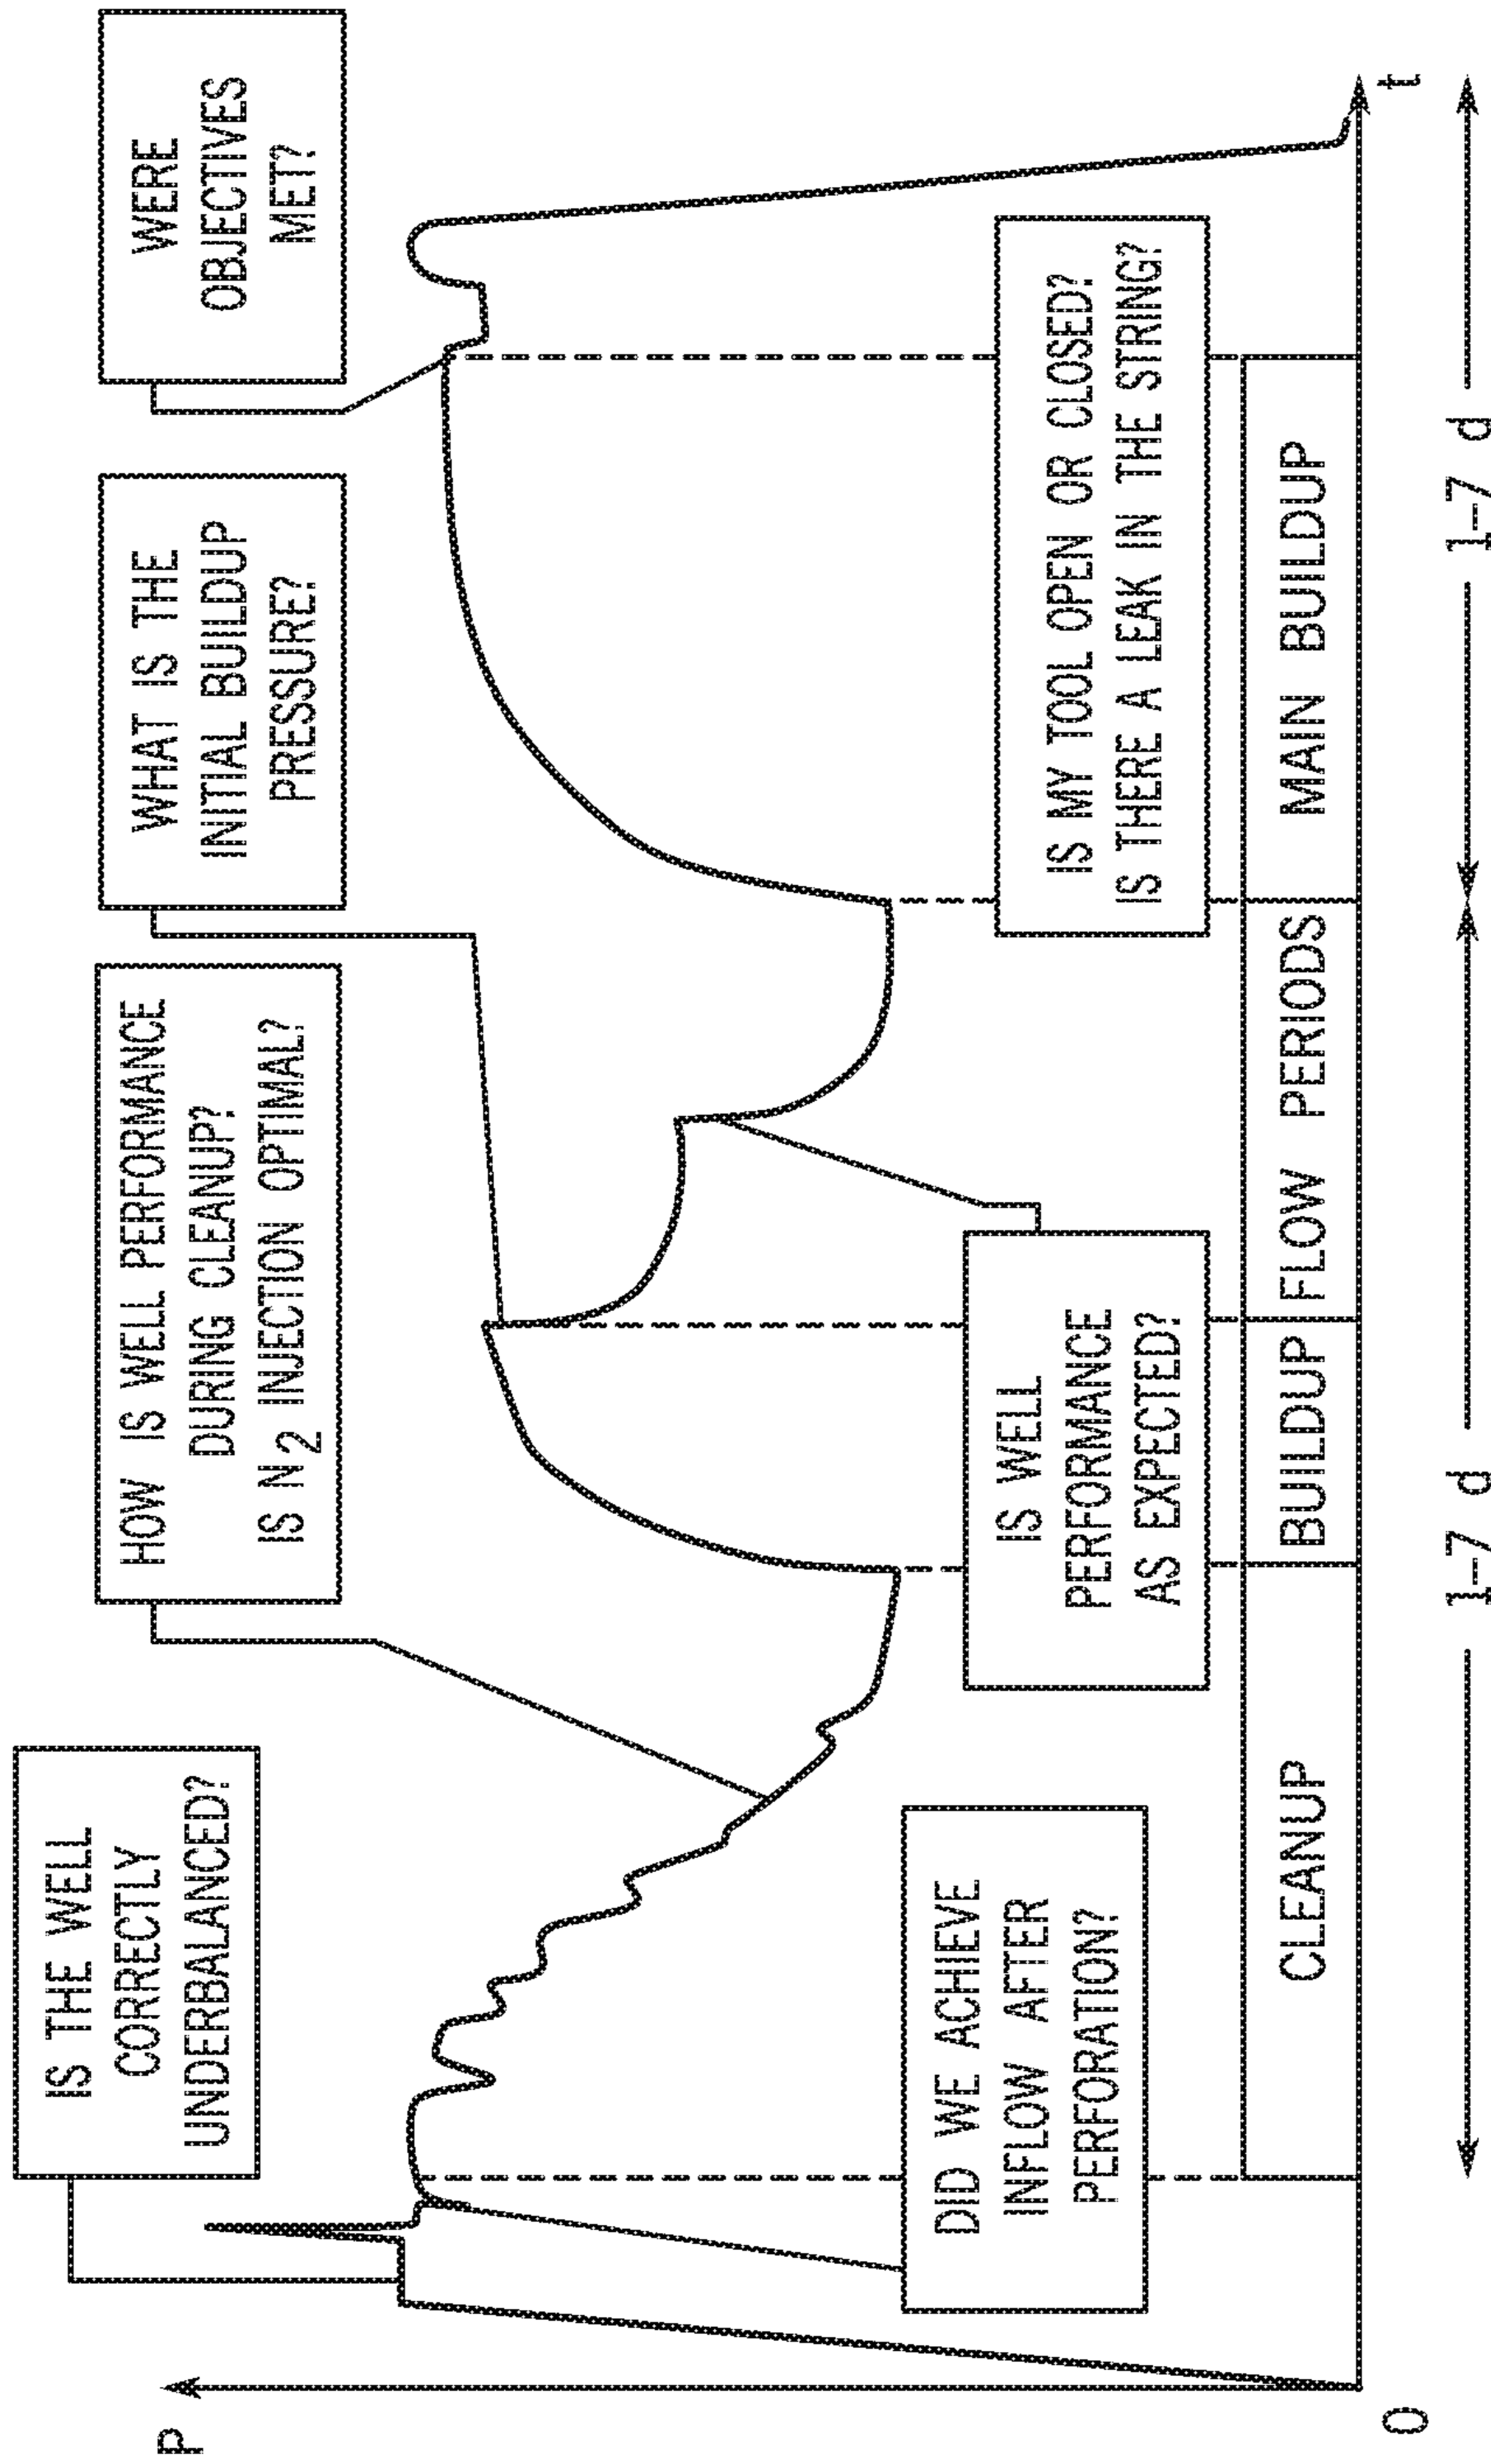 P
IS THE WELL
CORRECTLY
UNDERBALANCED?
HOW IS WELL PERFORMANCE
DURING CLEANUP?
IS N2 INJECTION OPTIMAL?
WHAT IS THE
INITIAL BUILDUP
PRESSURE?
WERE
OBJECTIVES
MET?
DID WE ACHIEVE
INFLOW AFTER
PERFORATION?
IS WELL
PERFORMANCE
AS EXPECTED?
IS MY TOOL OPEN OR CLOSED?
IS THERE A LEAK IN THE STRING?
CLEANUP
BUILDUP
FLOW PERIODS
MAIN BUILDUP
0
t
1-7 d
1-7 d